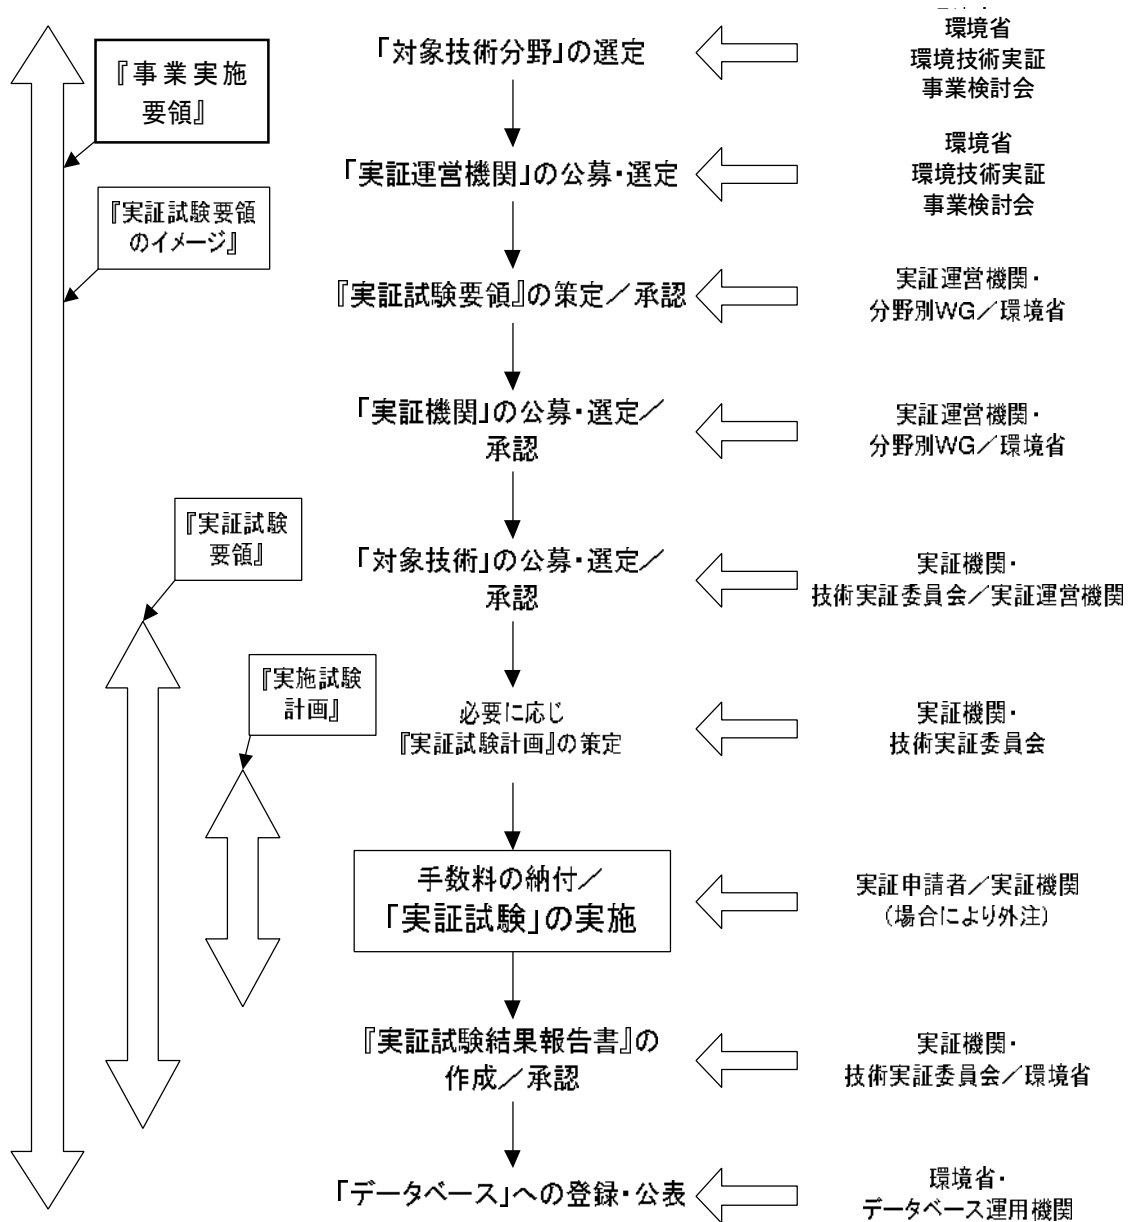 「対象技術分野」の選定
環境省
環境技術実証
事業検討会
『事業実施
要領』
「実証運営機関」の公募・選定
環境省
環境技術実証
事業検討会
『実証試験要領
のイメージ』
『実証試験要領』の策定／承認
実証運営機関・
分野別WG／環境省
「実証機関」の公募・選定／
承認
実証運営機関・
分野別WG／環境省
『実証試験
要領』
「対象技術」の公募・選定／
承認
実証機関・
技術実証委員会／実証運営機関
『実施試験
計画』
必要に応じ
『実証試験計画』の策定
実証機関・
技術実証委員会
手数料の納付／
「実証試験」の実施
実証申請者／実証機関
（場合により外注）
『実証試験結果報告書』の
作成／承認
実証機関・
技術実証委員会／環境省
「データベース」への登録・公表
環境省・
データベース運用機関